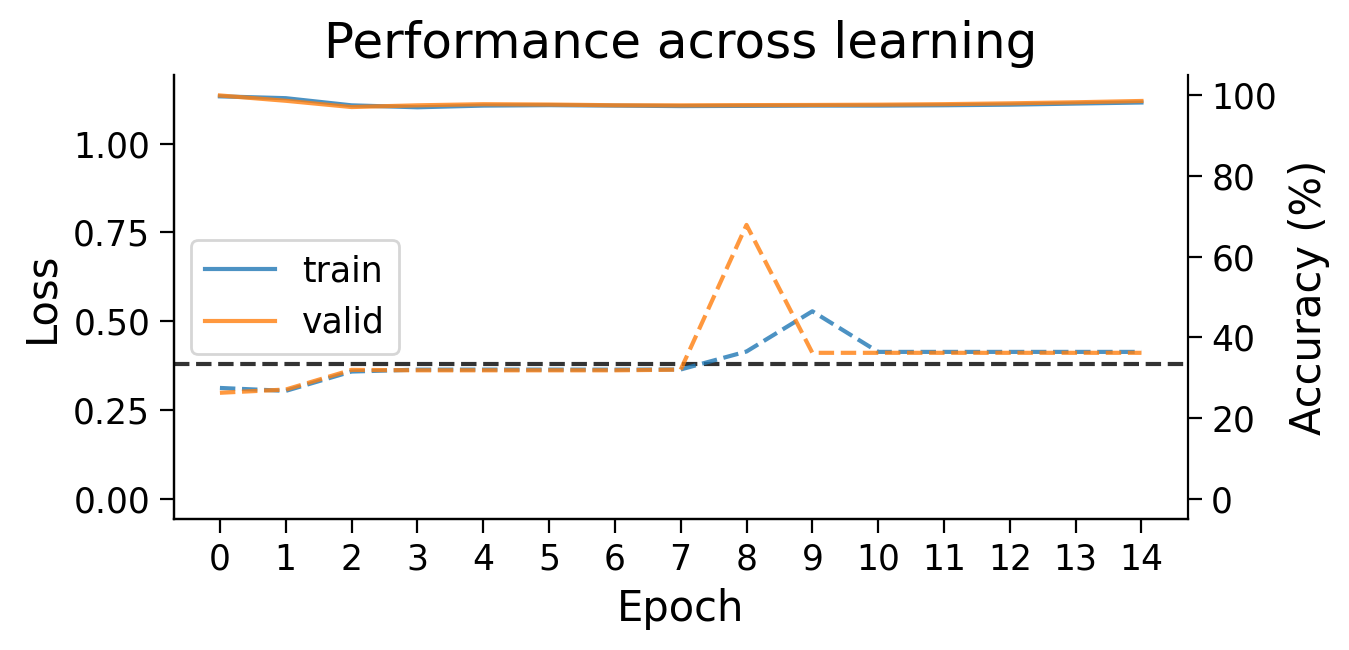 Performance across learning
Loss
1.00
0.75
0.50
0.25
0.00
train
valid
100
80
60
40
20
0
Accuracy (%)
0 1 2 3 4 5 6 7 8 9 10 11 12 13 14
Epoch